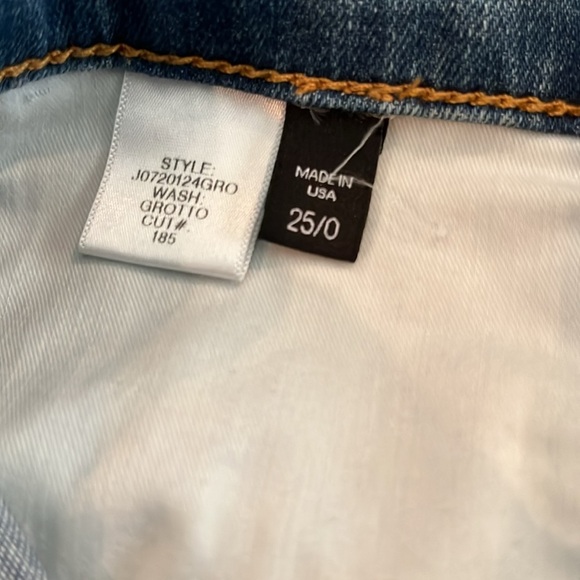 STYLE:
J0720124GRO
WASH:
GROTTO
CUT#:
185
MADE IN
USA
25/0